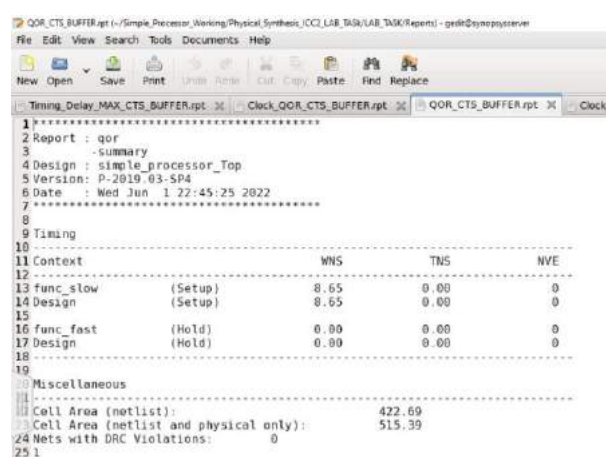 QOR_CTS_BUFFER.rpt (~/Simple_Processor_Working/Physical_Synthesis_ICC2_LAB_TASk/LAB_TASK/Reports) - gedit@synopsysserver
File Edit View Search Tools Documents Help
New Open Save Print Undo Redo Cut Copy Paste Find Replace
Timing_Delay_MAX_CTS_BUFFER.rpt Clock_QOR_CTS_BUFFER.rpt QOR_CTS_BUFFER.rpt Clock
1 ****************************************
2 Report : qor
3 -summary
4 Design : simple_processor_Top
5 Version: P-2019.03-SP4
6 Date : Wed Jun 1 22:45:25 2022
7 ****************************************
8
9 Timing
10 ---------------------------------------------------------------------------
11 Context WNS TNS NVE
12 ---------------------------------------------------------------------------
13 func_slow (Setup) 8.65 0.00 0
14 Design (Setup) 8.65 0.00 0
15
16 func_fast (Hold) 0.00 0.00 0
17 Design (Hold) 0.00 0.00 0
18 ---------------------------------------------------------------------------
19
20 Miscellaneous
21 ---------------------------------------------------------------------------
22 Cell Area (netlist): 422.69
23 Cell Area (netlist and physical only): 515.39
24 Nets with DRC Violations: 0
25 1